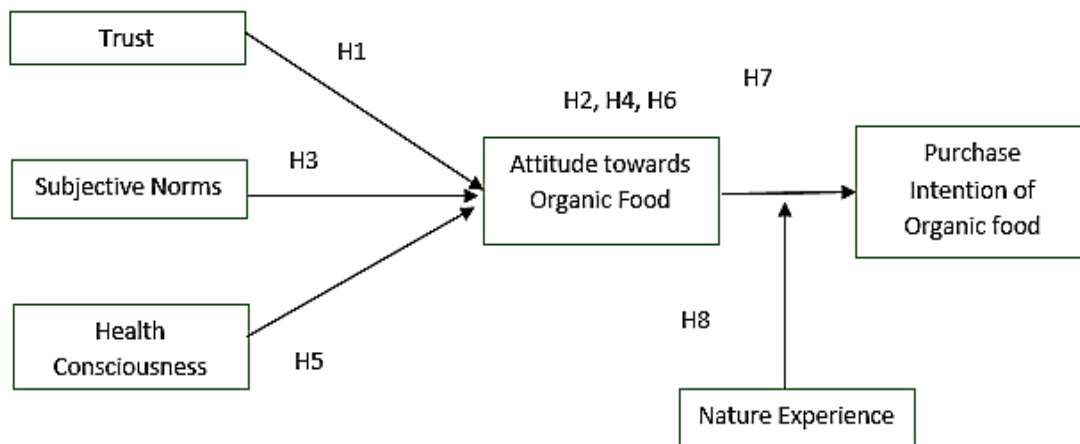 Trust
H1
H7
H2, H4, H6
Subjective Norms
H3
Attitude towards
Organic Food
Purchase
Intention of
Organic food
Health
Consciousness
H5
H8
Nature Experience